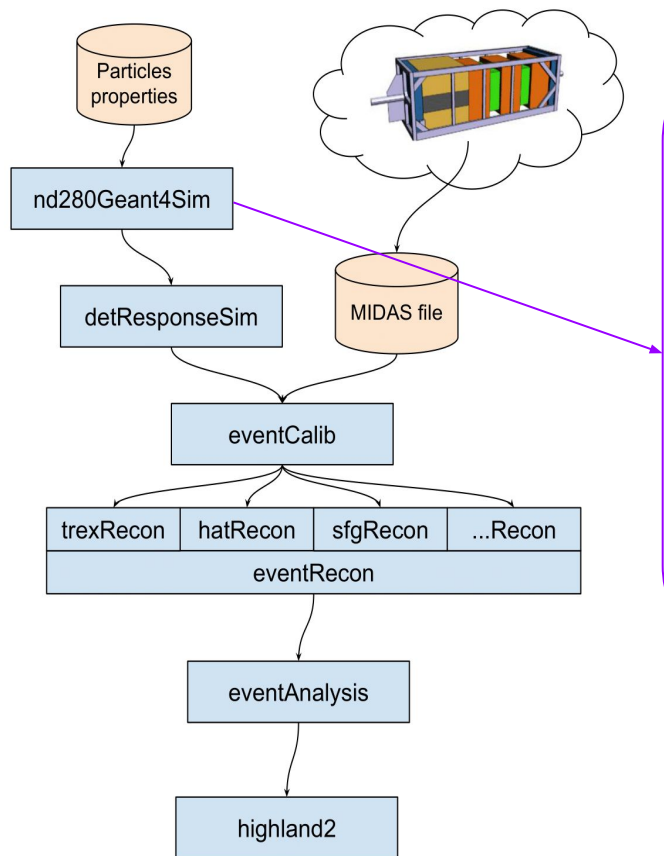 Particles
properties
nd280Geant4Sim
detResponseSim
MIDAS file
eventCalib
trexRecon
hatRecon
sfgRecon
...Recon
eventRecon
eventAnalysis
highland2